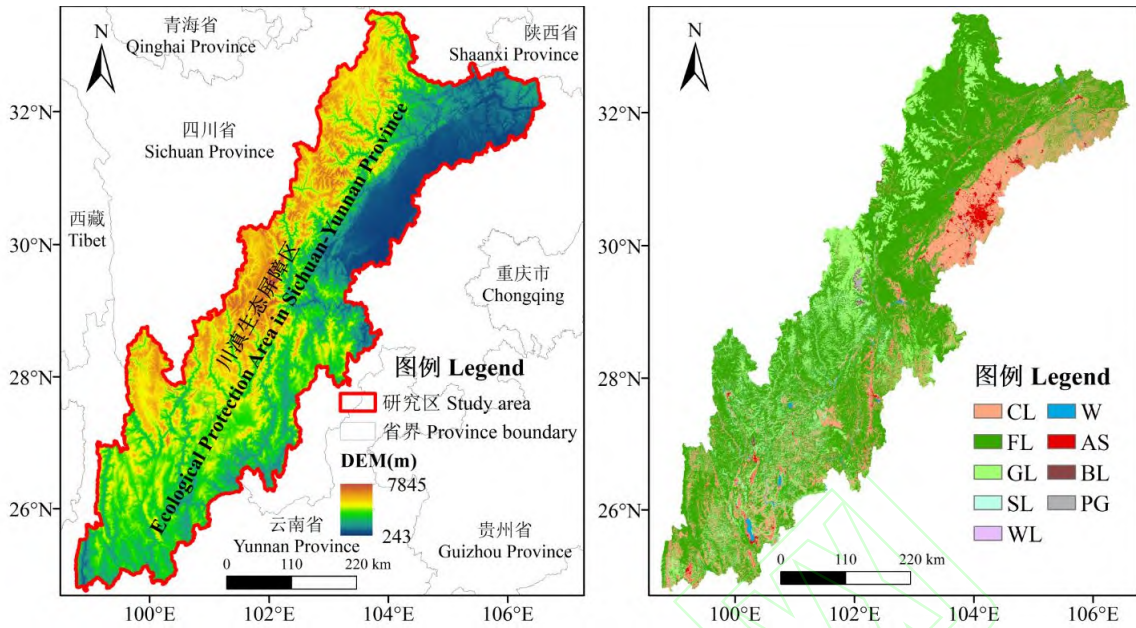 N
青海省
Qinghai Province
陕西省
Shaanxi Province
32°N
四川省
Sichuan Province
西藏
Tibet
30°N
重庆市
Chongqing
川滇生态屏障区
Ecological Protection Area in Sichuan-Yunnan Province
28°N
图例 Legend
研究区 Study area
省界 Province boundary
DEM(m)
7845
243
26°N
云南省
Yunnan Province
贵州省
Guizhou Province
0 110 220 km
100°E 102°E 104°E 106°E
N
32°N
30°N
28°N
图例 Legend
CL W
FL AS
GL BL
SL PG
WL
26°N
0 110 220 km
100°E 102°E 104°E 106°E